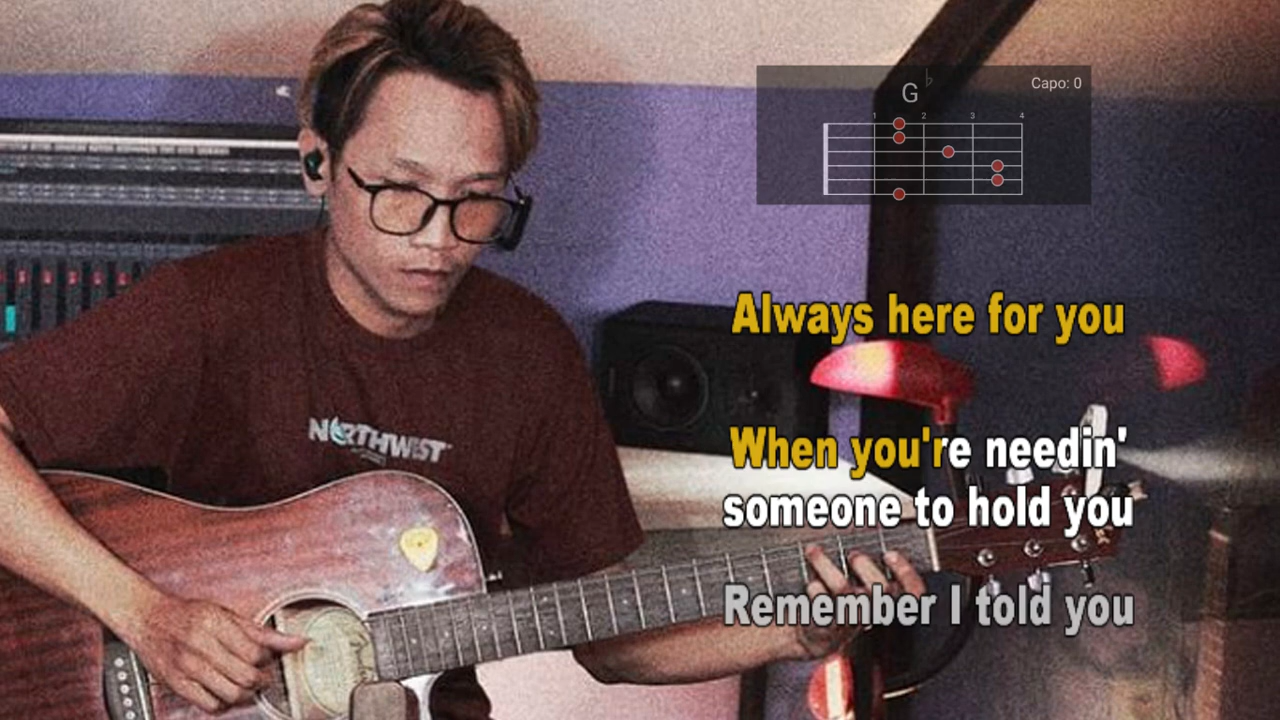 G♭
Capo: 0
1 2 3 4
Always here for you
When you're needin'
someone to hold you
Remember I told you
NORTHWEST